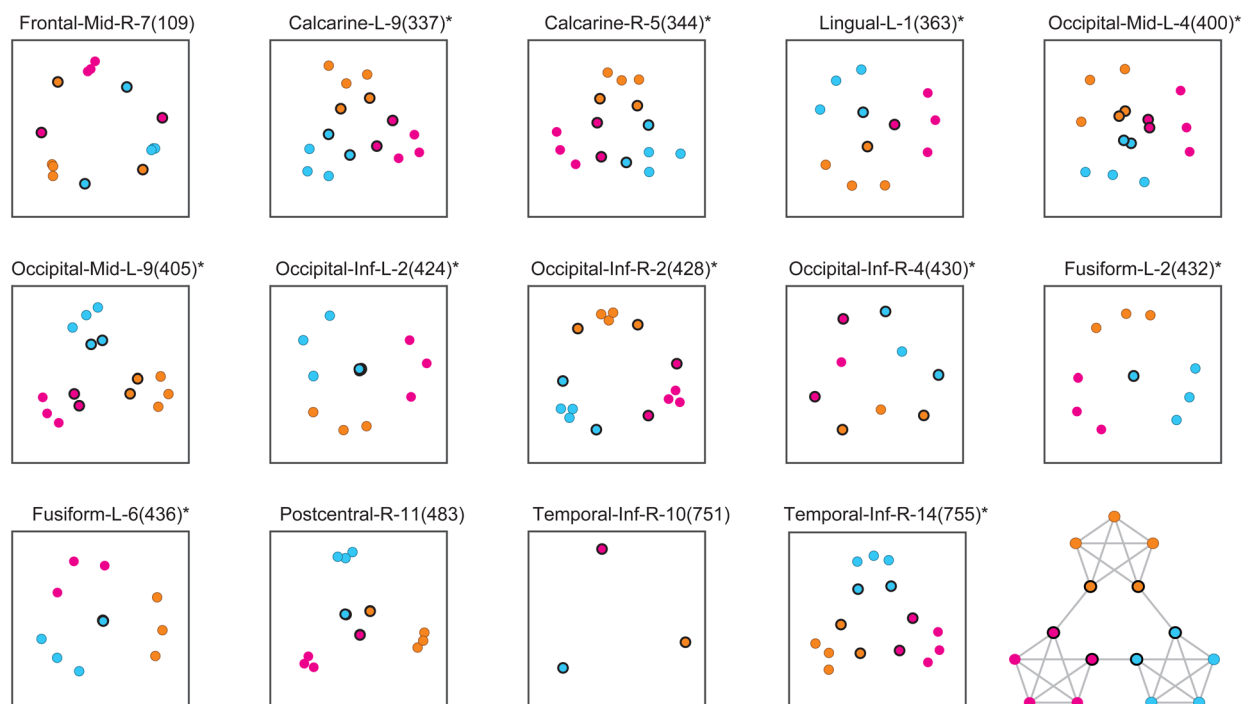 Frontal-Mid-R-7(109)
Calcarine-L-9(337)*
Calcarine-R-5(344)*
Lingual-L-1(363)*
Occipital-Mid-L-4(400)*
Occipital-Mid-L-9(405)*
Occipital-Inf-L-2(424)*
Occipital-Inf-R-2(428)*
Occipital-Inf-R-4(430)*
Fusiform-L-2(432)*
Fusiform-L-6(436)*
Postcentral-R-11(483)
Temporal-Inf-R-10(751)
Temporal-Inf-R-14(755)*